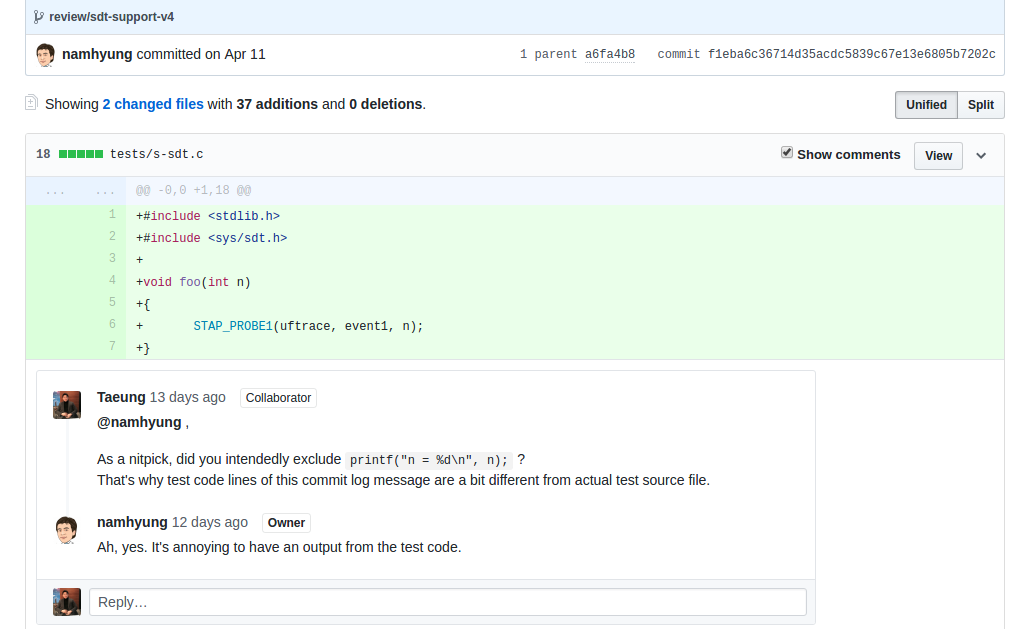 review/sdt-support-v4
namhyung committed on Apr 11
1 parent a6fa4b8 commit f1eba6c36714d35acdc5839c67e13e6805b7202c
Showing 2 changed files with 37 additions and 0 deletions.
Unified Split
18 tests/s-sdt.c
Show comments View
... ... @@ -0,0 +1,18 @@
1 +#include <stdlib.h>
2 +#include <sys/sdt.h>
3 +
4 +void foo(int n)
5 +{
6 + STAP_PROBE1(uftrace, event1, n);
7 +}
Taeung 13 days ago Collaborator
@namhyung ,
As a nitpick, did you intendedly exclude printf("n = %d\n", n); ?
That's why test code lines of this commit log message are a bit different from actual test source file.
namhyung 12 days ago Owner
Ah, yes. It's annoying to have an output from the test code.
Reply…